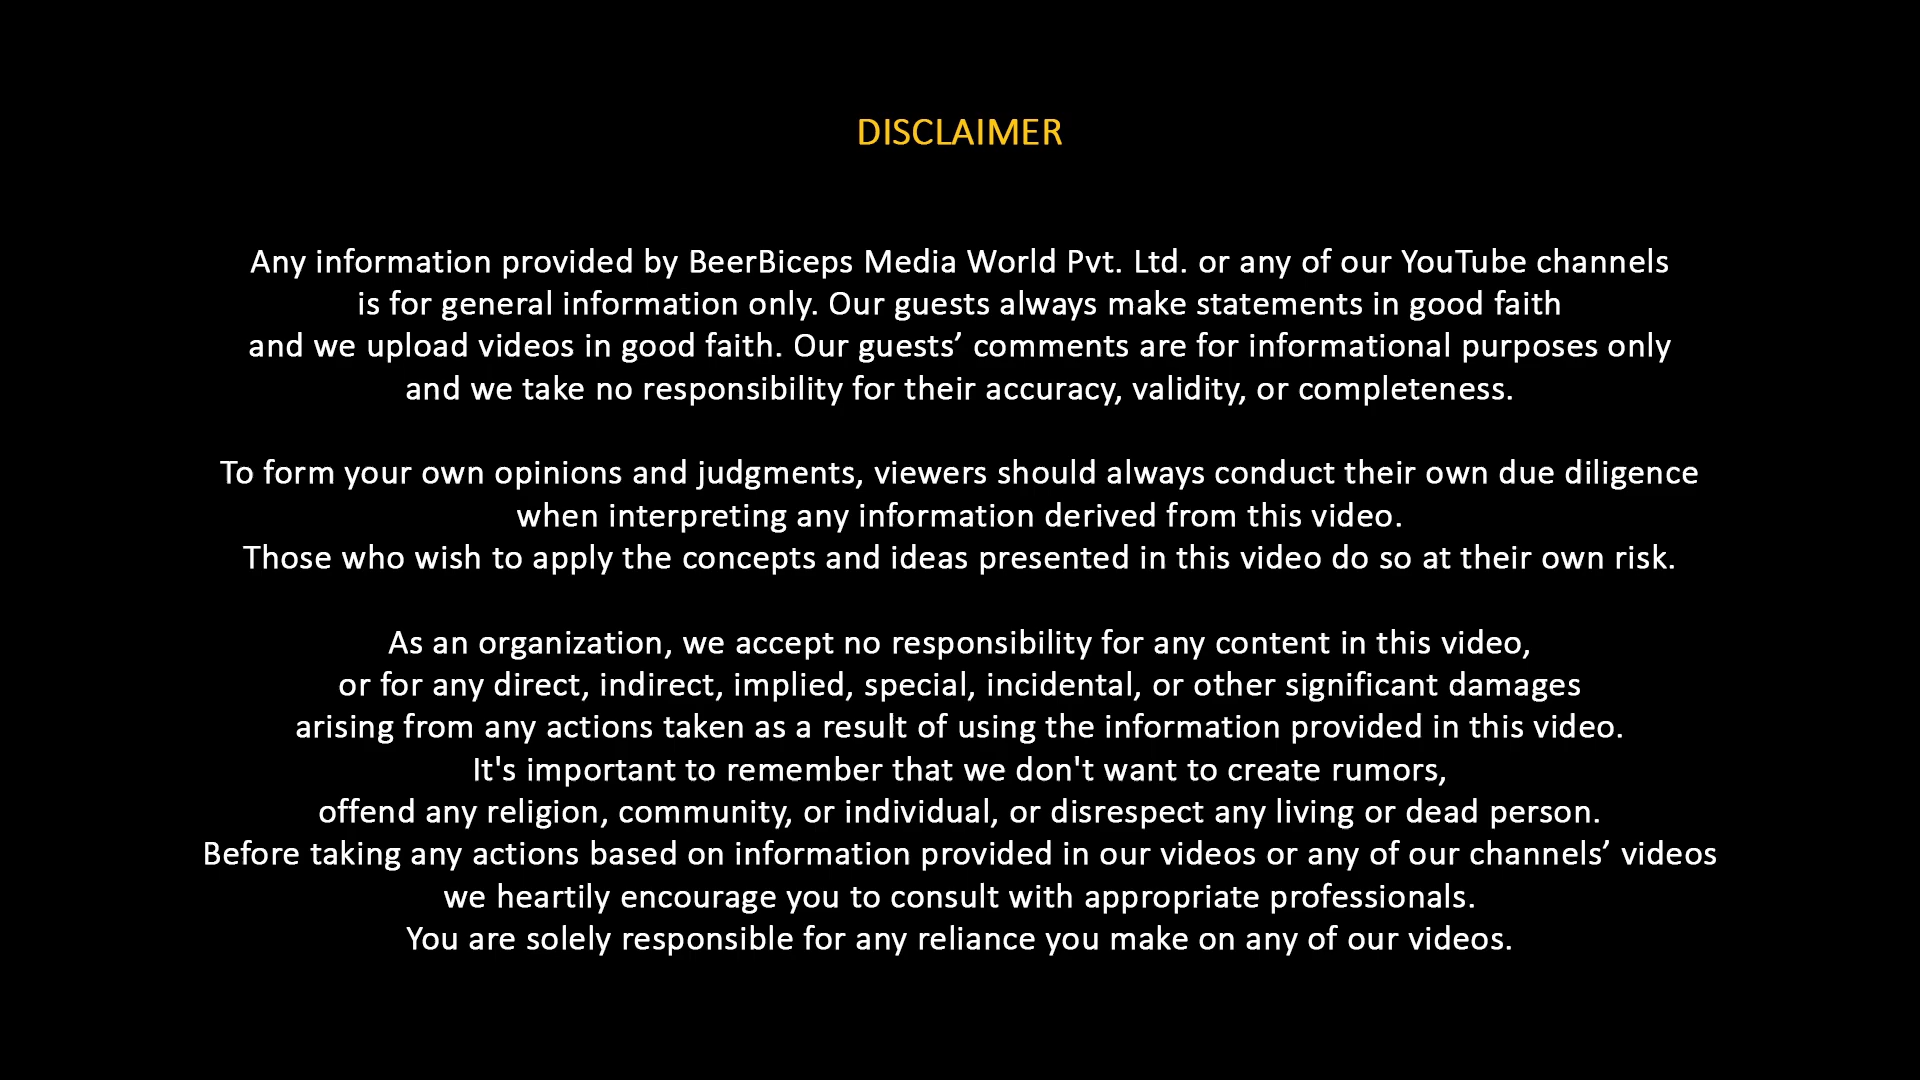 DISCLAIMER
Any information provided by BeerBiceps Media World Pvt. Ltd. or any of our YouTube channels
is for general information only. Our guests always make statements in good faith
and we upload videos in good faith. Our guests’ comments are for informational purposes only
and we take no responsibility for their accuracy, validity, or completeness.
To form your own opinions and judgments, viewers should always conduct their own due diligence
when interpreting any information derived from this video.
Those who wish to apply the concepts and ideas presented in this video do so at their own risk.
As an organization, we accept no responsibility for any content in this video,
or for any direct, indirect, implied, special, incidental, or other significant damages
arising from any actions taken as a result of using the information provided in this video.
It's important to remember that we don't want to create rumors,
offend any religion, community, or individual, or disrespect any living or dead person.
Before taking any actions based on information provided in our videos or any of our channels’ videos
we heartily encourage you to consult with appropriate professionals.
You are solely responsible for any reliance you make on any of our videos.